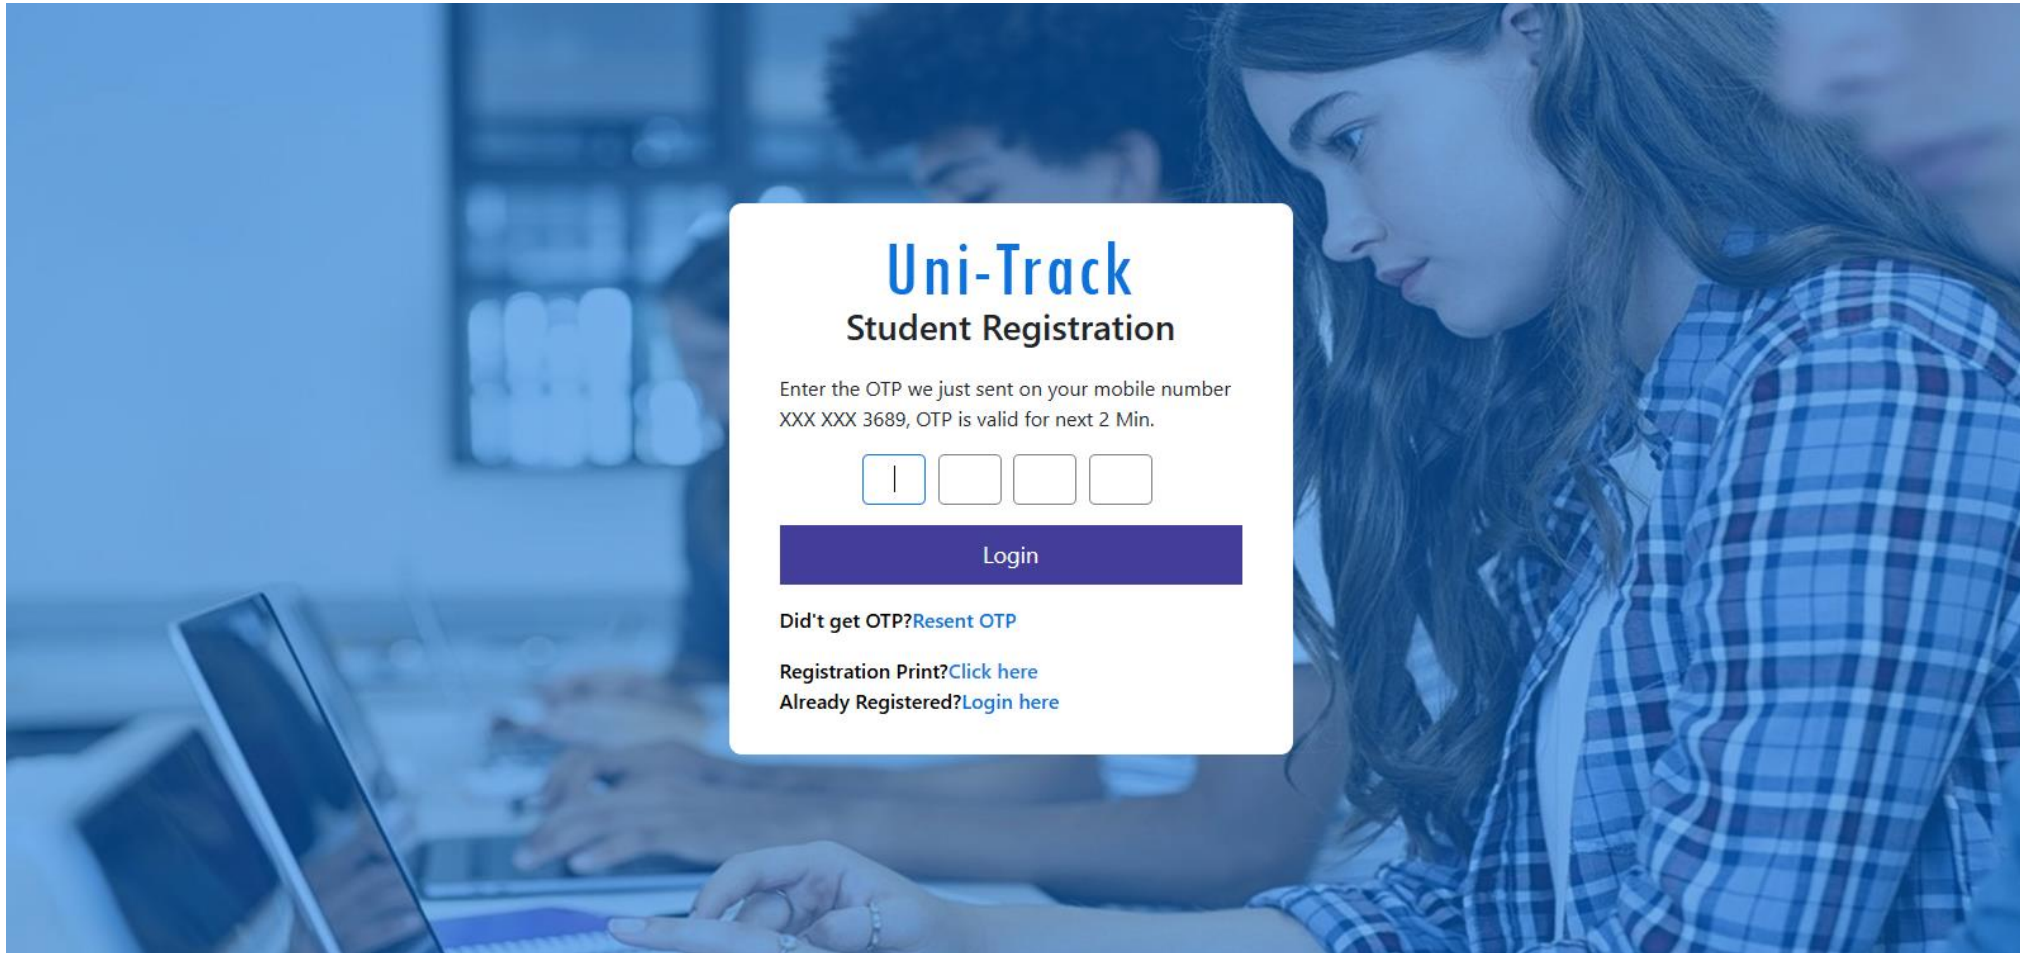 Uni-Track
Student Registration
Enter the OTP we just sent on your mobile number
XXX XXX 3689, OTP is valid for next 2 Min.
Login
Did't get OTP?Resent OTP
Registration Print?Click here
Already Registered?Login here